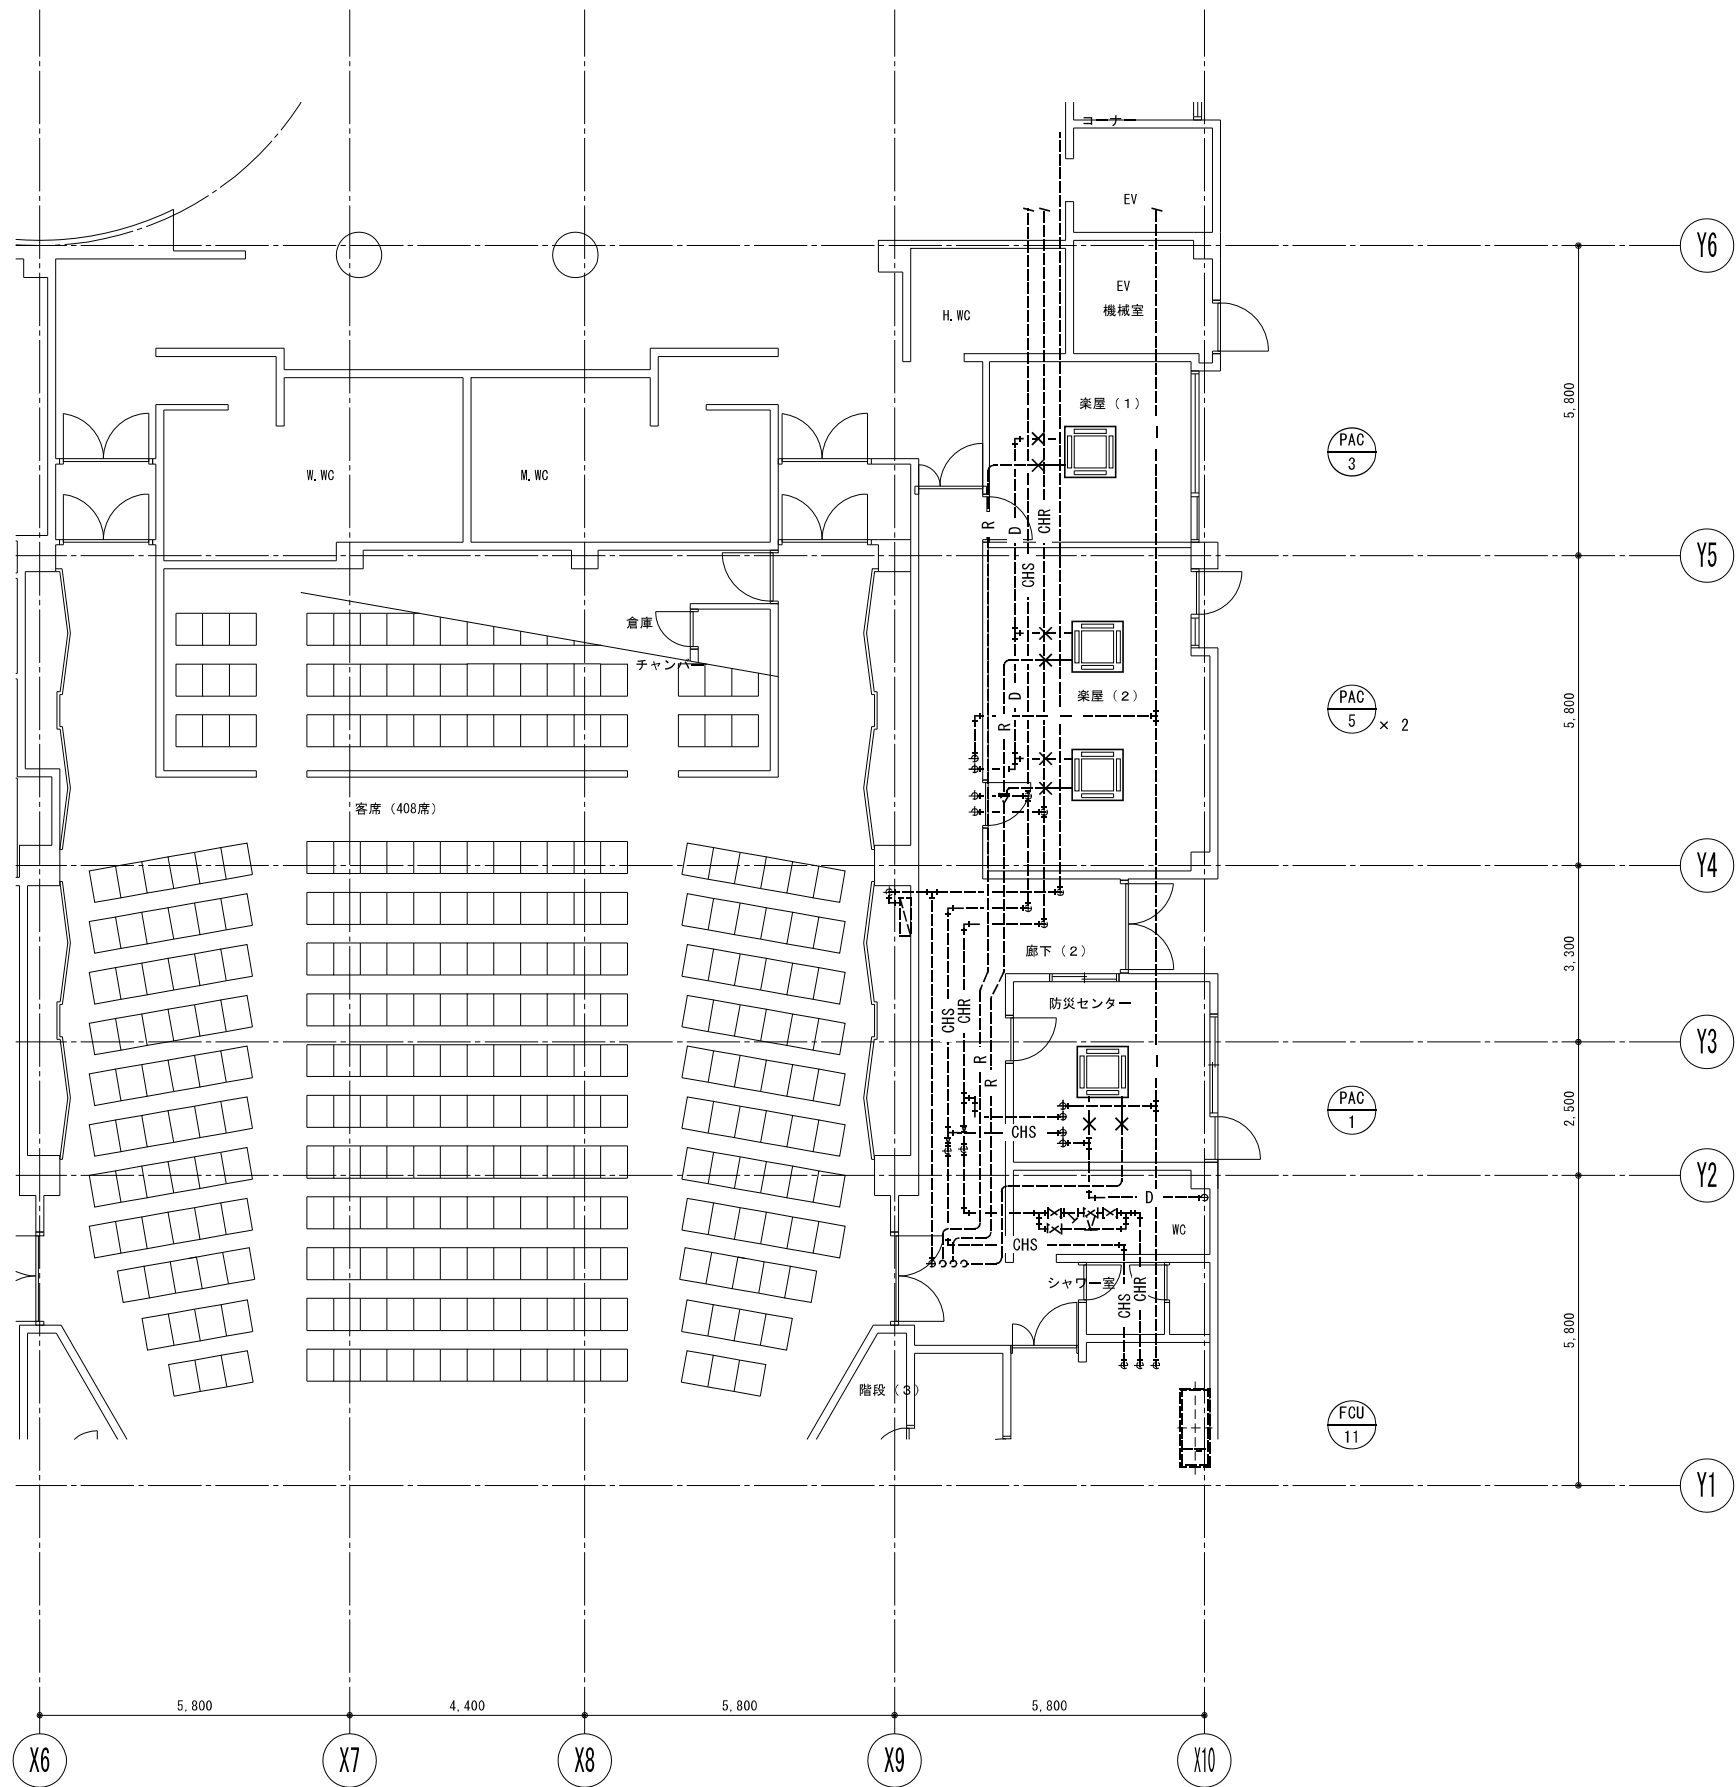 コーナー
EV
Y6
EV
機械室
H.WC
楽屋（1）
5,800
PAC
3
W.WC
M.WC
R
D
CHR
Y5
CHS
倉庫
チャンバー
D
楽屋（2）
PAC
5
× 2
5,800
R
客席（408席）
Y4
廊下（2）
3,300
防災センター
CHS
CHR
Y3
R
R
PAC
1
2,500
CHS
Y2
D
WC
CHS
シャワー室
CHS
CHR
5,800
階段（3）
FCU
11
Y1
5,800
4,400
5,800
5,800
X6
X7
X8
X9
X10